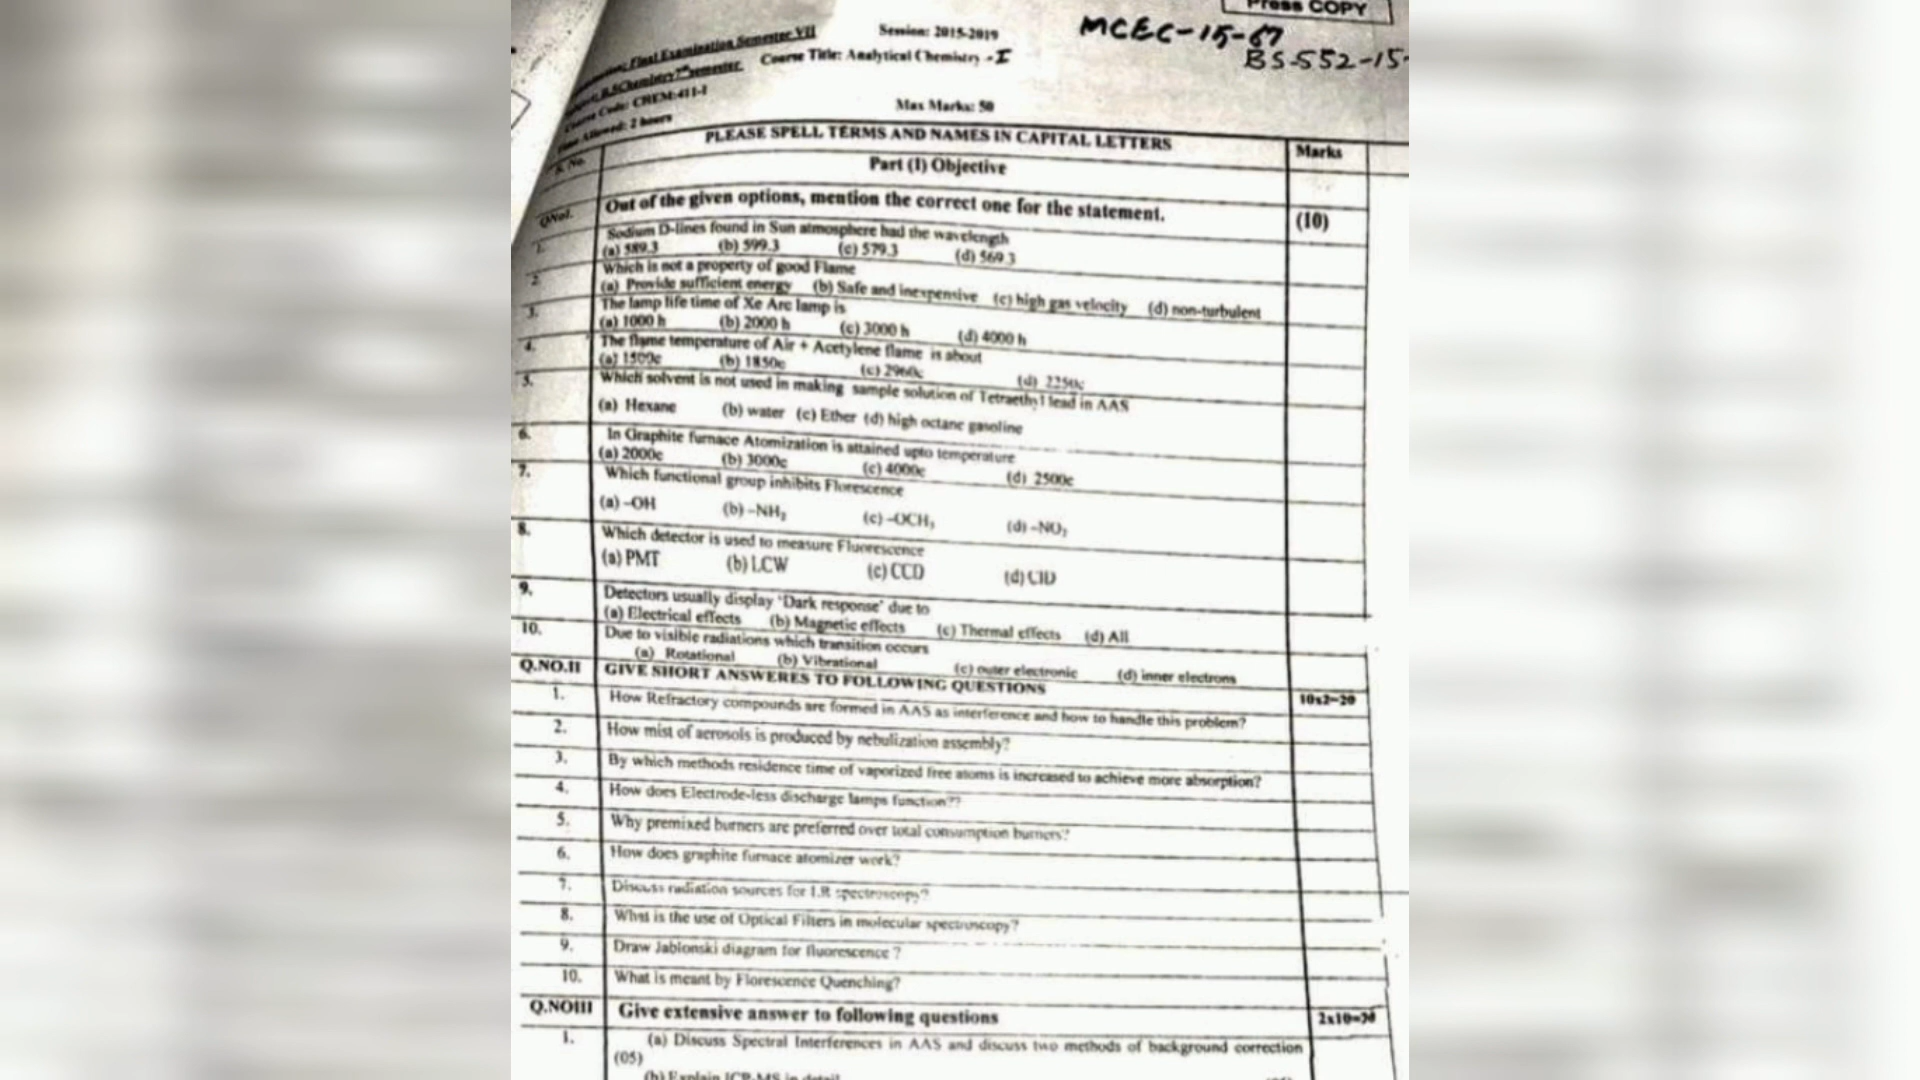 Press COPY
MCEC-15-67
BS-552-15-
Final Examination Semester VII
Session: 2015-2019
B.S Chemistry 7th semester
Course Title: Analytical Chemistry - I
Course Code: CHEM-411-I
Max Marks: 50
Time Allowed: 2 hours
S. No.
PLEASE SPELL TERMS AND NAMES IN CAPITAL LETTERS
Marks
Part (I) Objective
QNoI. Out of the given options, mention the correct one for the statement. (10)
1. Sodium D-lines found in Sun atmosphere had the wavelength
(a) 589.3 (b) 599.3 (c) 579.3 (d) 569.3
2. Which is not a property of good Flame
(a) Provide sufficient energy (b) Safe and inexpensive (c) high gas velocity (d) non-turbulent
3. The lamp life time of Xe Arc lamp is
(a) 1000 h (b) 2000 h (c) 3000 h (d) 4000 h
4. The flame temperature of Air + Acetylene flame is about
(a) 1500c (b) 1850c (c) 2960c (d) 2250c
5. Which solvent is not used in making sample solution of Tetraethyl lead in AAS
(a) Hexane (b) water (c) Ether (d) high octane gasoline
6. In Graphite furnace Atomization is attained upto temperature
(a) 2000c (b) 3000c (c) 4000c (d) 2500c
7. Which functional group inhibits Florescence
(a) –OH (b) –NH₂ (c) –OCH₃ (d) –NO₂
8. Which detector is used to measure Fluorescence
(a) PMT (b) LCW (c) CCD (d) CID
9. Detectors usually display 'Dark response' due to
(a) Electrical effects (b) Magnetic effects (c) Thermal effects (d) All
10. Due to visible radiations which transition occurs
(a) Rotational (b) Vibrational (c) outer electronic (d) inner electrons
Q.NO.II GIVE SHORT ANSWERES TO FOLLOWING QUESTIONS 10x2=20
1. How Refractory compounds are formed in AAS as interference and how to handle this problem?
2. How mist of aerosols is produced by nebulization assembly?
3. By which methods residence time of vaporized free atoms is increased to achieve more absorption?
4. How does Electrode-less discharge lamps function??
5. Why premixed burners are preferred over total consumption burners?
6. How does graphite furnace atomizer work?
7. Discuss radiation sources for I.R spectroscopy?
8. What is the use of Optical Filters in molecular spectroscopy?
9. Draw Jablonski diagram for fluorescence ?
10. What is meant by Florescence Quenching?
Q.NOIII Give extensive answer to following questions 2x10=20
1. (a) Discuss Spectral Interferences in AAS and discuss two methods of background correction
(05)
(b) Explain ICP-MS in detail